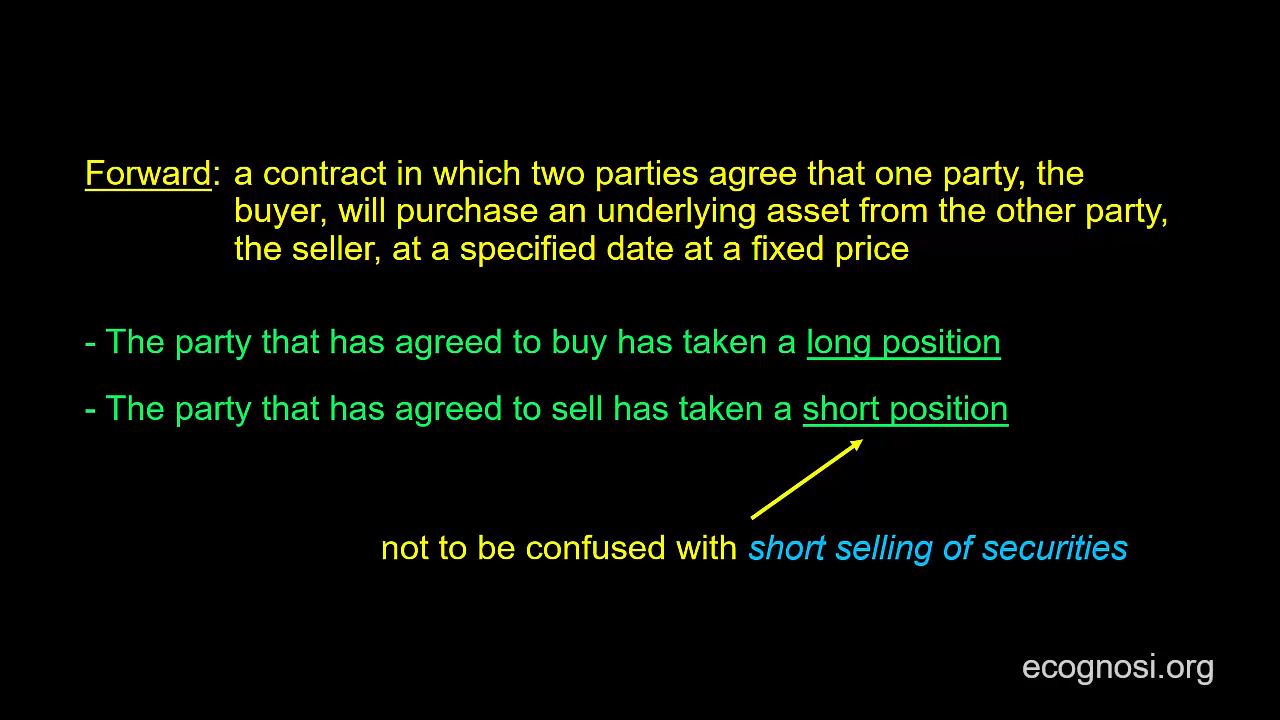 Forward: a contract in which two parties agree that one party, the
buyer, will purchase an underlying asset from the other party,
the seller, at a specified date at a fixed price
- The party that has agreed to buy has taken a long position
- The party that has agreed to sell has taken a short position
not to be confused with short selling of securities
ecognosi.org